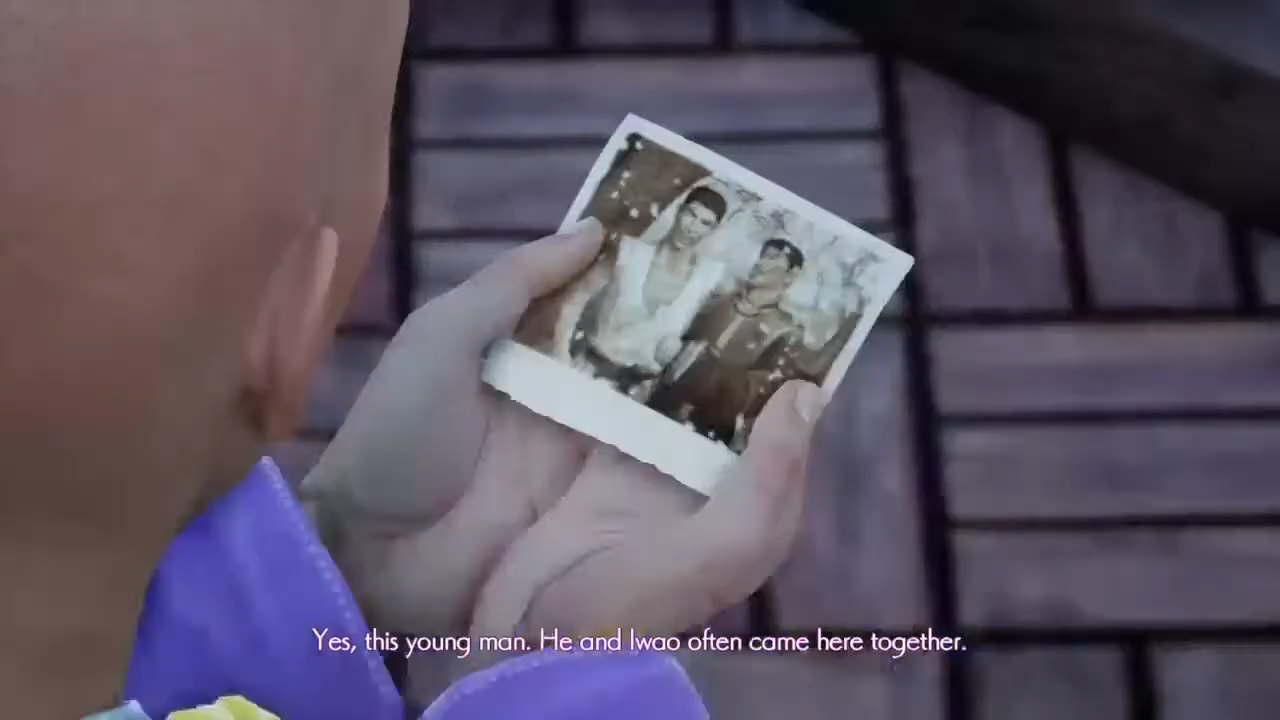 Yes, this young man. He and Iwao often came here together.